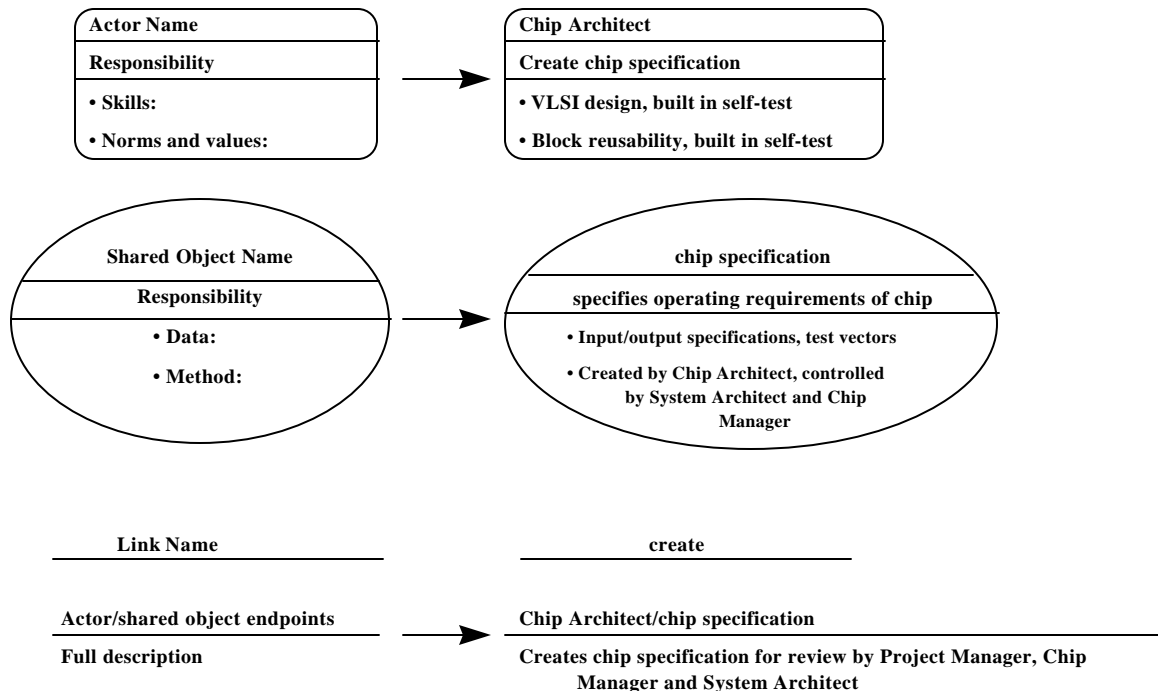 Actor Name
Responsibility
• Skills:
• Norms and values:
Chip Architect
Create chip specification
• VLSI design, built in self-test
• Block reusability, built in self-test
Shared Object Name
Responsibility
• Data:
• Method:
chip specification
specifies operating requirements of chip
• Input/output specifications, test vectors
• Created by Chip Architect, controlled
by System Architect and Chip
Manager
Link Name
Actor/shared object endpoints
Full description
create
Chip Architect/chip specification
Creates chip specification for review by Project Manager, Chip
Manager and System Architect